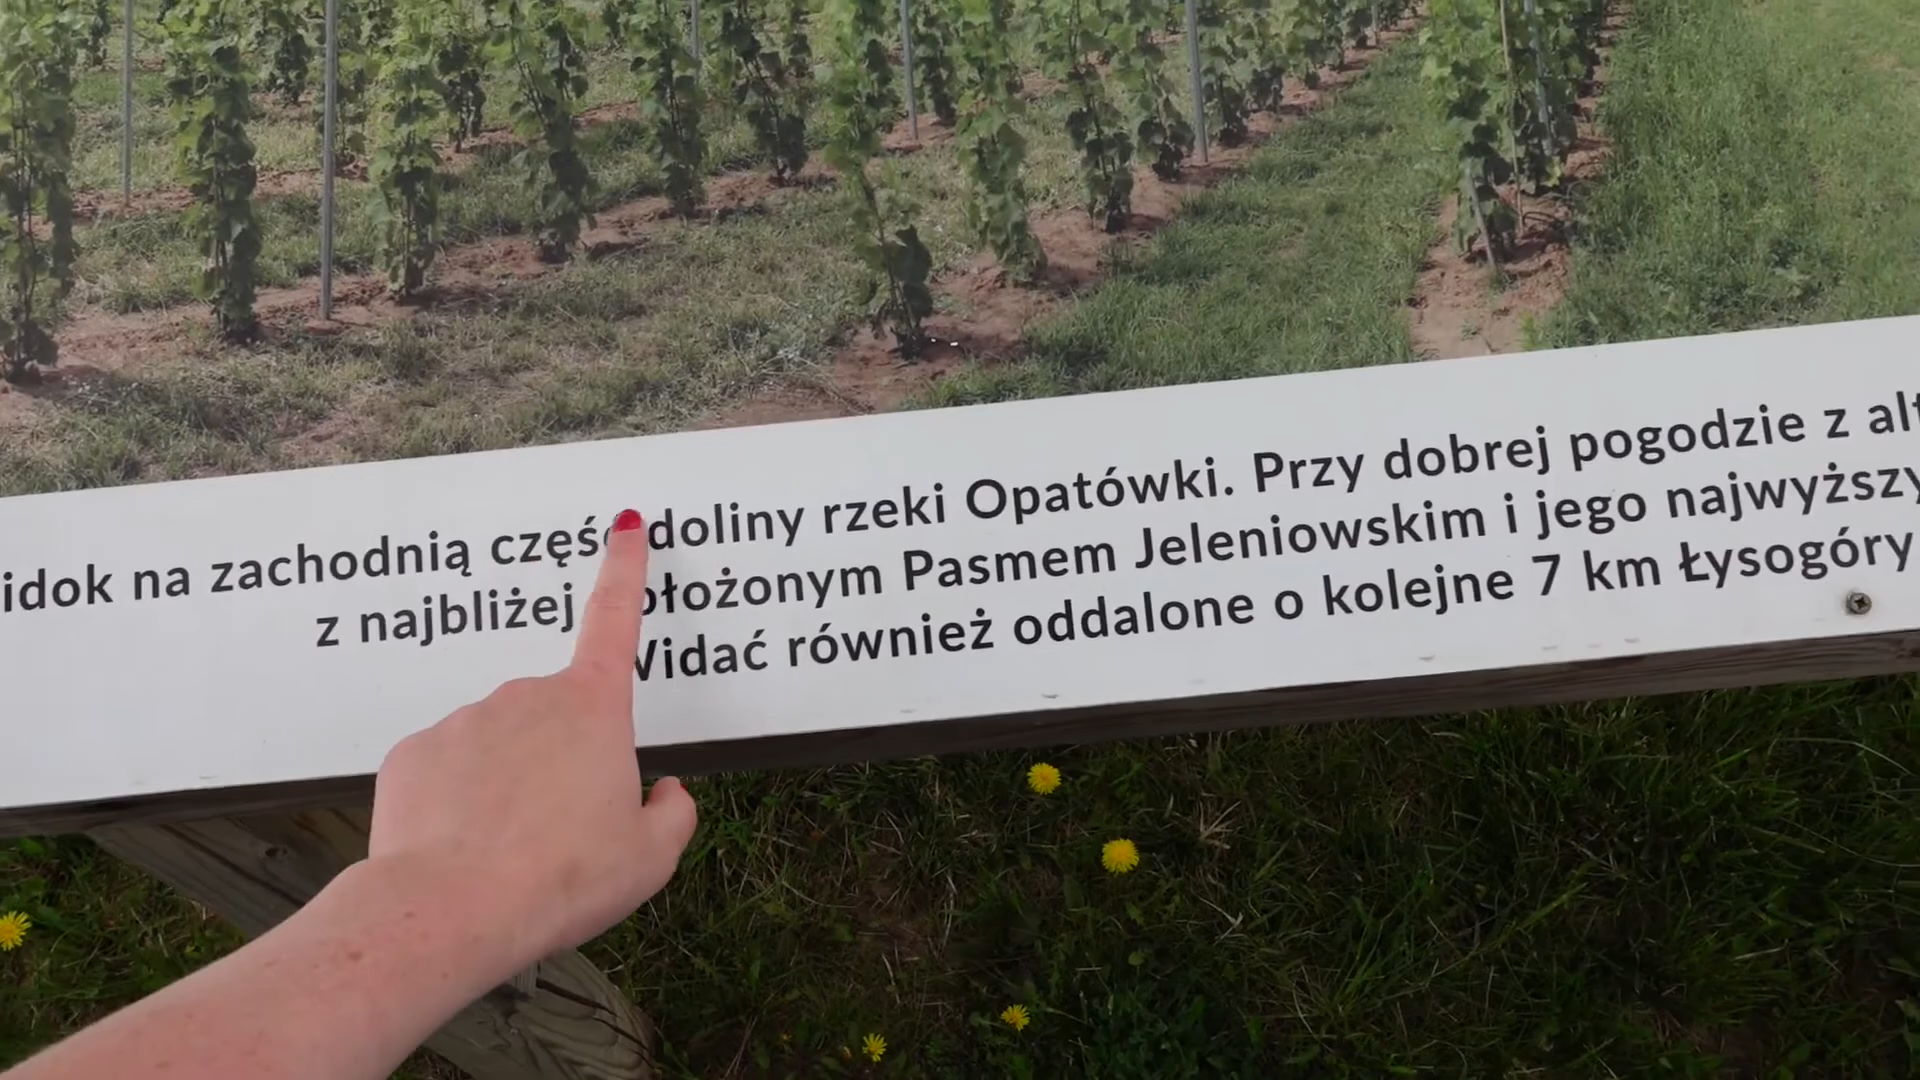 idok na zachodnią część doliny rzeki Opatówki. Przy dobrej pogodzie z alt
z najbliżej położonym Pasmem Jeleniowskim i jego najwyższy
Widać również oddalone o kolejne 7 km Łysogóry